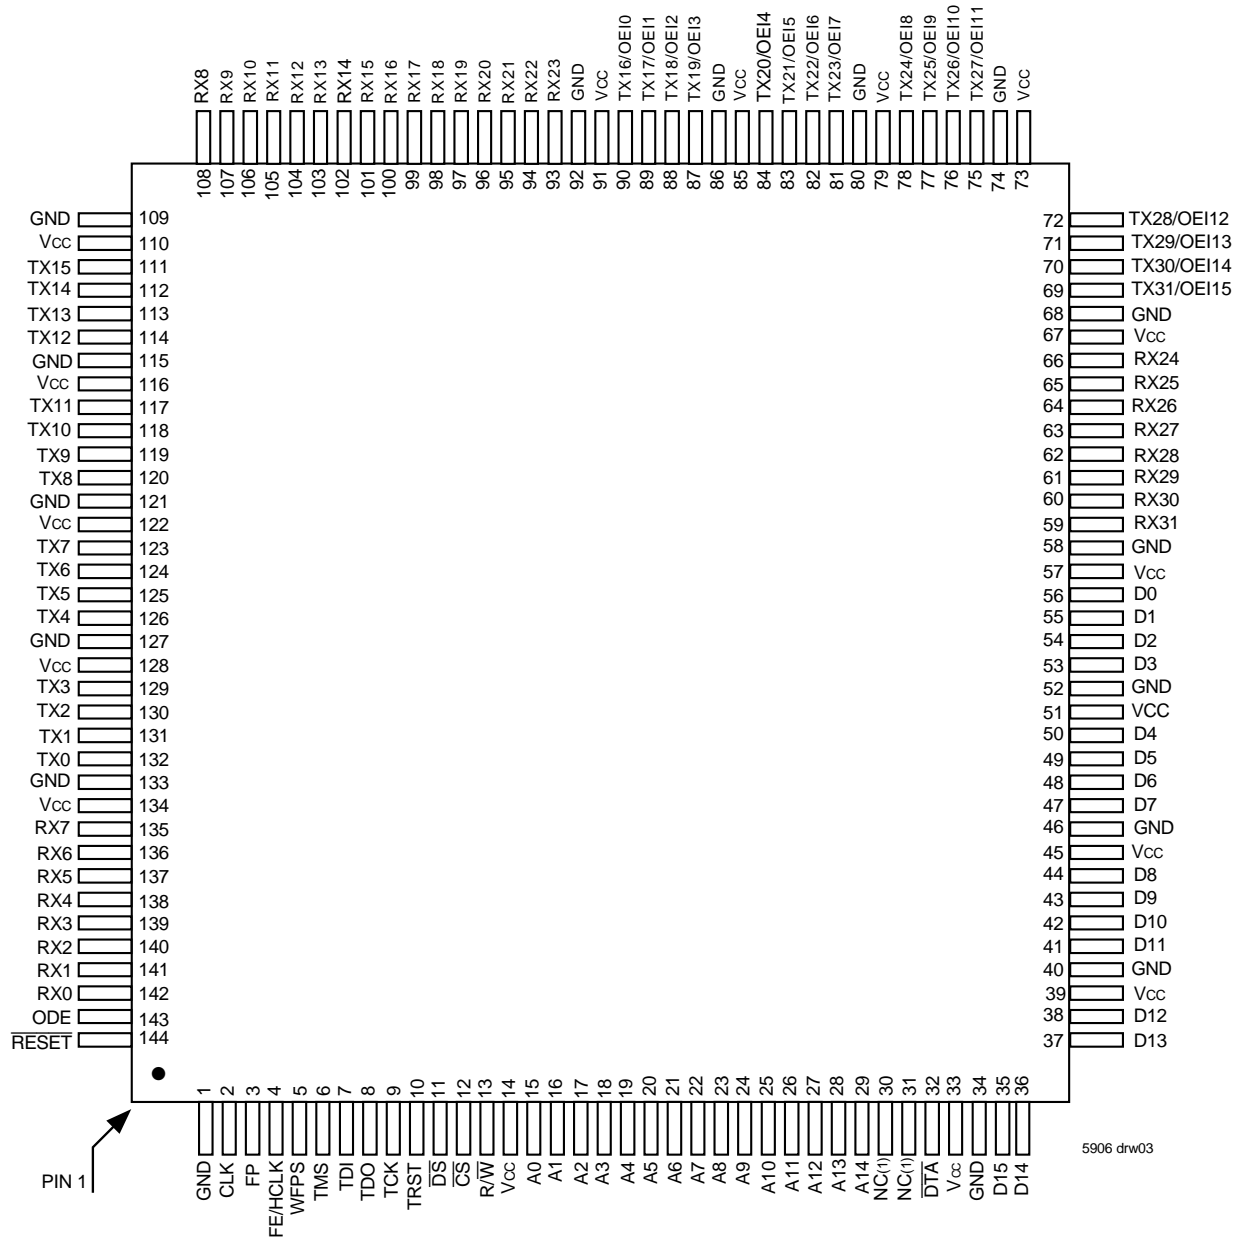 RX8
RX9
RX10
RX11
RX12
RX13
RX14
RX15
RX16
RX17
RX18
RX19
RX20
RX21
RX22
RX23
GND
Vcc
TX16/OEI0
TX17/OEI1
TX18/OEI2
TX19/OEI3
GND
Vcc
TX20/OEI4
TX21/OEI5
TX22/OEI6
TX23/OEI7
GND
Vcc
TX24/OEI8
TX25/OEI9
TX26/OEI10
TX27/OEI11
GND
Vcc
108
107
106
105
104
103
102
101
100
99
98
97
96
95
94
93
92
91
90
89
88
87
86
85
84
83
82
81
80
79
78
77
76
75
74
73
GND 109
Vcc 110
TX15 111
TX14 112
TX13 113
TX12 114
GND 115
Vcc 116
TX11 117
TX10 118
TX9 119
TX8 120
GND 121
Vcc 122
TX7 123
TX6 124
TX5 125
TX4 126
GND 127
Vcc 128
TX3 129
TX2 130
TX1 131
TX0 132
GND 133
Vcc 134
RX7 135
RX6 136
RX5 137
RX4 138
RX3 139
RX2 140
RX1 141
RX0 142
ODE 143
RESET 144
72 TX28/OEI12
71 TX29/OEI13
70 TX30/OEI14
69 TX31/OEI15
68 GND
67 Vcc
66 RX24
65 RX25
64 RX26
63 RX27
62 RX28
61 RX29
60 RX30
59 RX31
58 GND
57 Vcc
56 D0
55 D1
54 D2
53 D3
52 GND
51 VCC
50 D4
49 D5
48 D6
47 D7
46 GND
45 Vcc
44 D8
43 D9
42 D10
41 D11
40 GND
39 Vcc
38 D12
37 D13
1
2
3
4
5
6
7
8
9
10
11
12
13
14
15
16
17
18
19
20
21
22
23
24
25
26
27
28
29
30
31
32
33
34
35
36
GND
CLK
FP
FE/HCLK
WFPS
TMS
TDI
TDO
TCK
TRST
DS
CS
R/W
Vcc
A0
A1
A2
A3
A4
A5
A6
A7
A8
A9
A10
A11
A12
A13
A14
NC(1)
NC(1)
DTA
Vcc
GND
D15
D14
PIN 1
5906 drw03